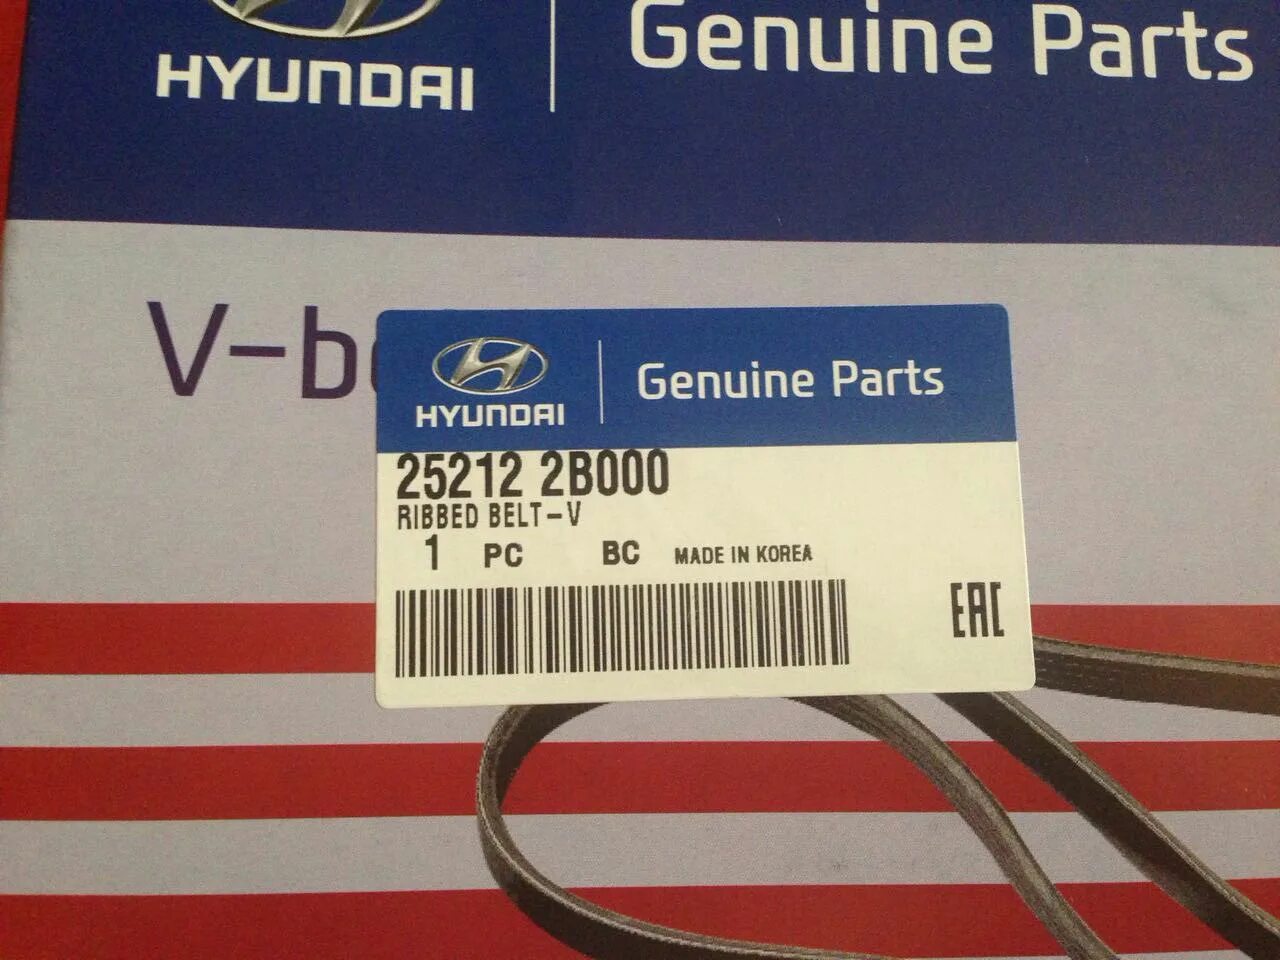 HYUNDAI
Genuine Parts
HYUNDAI
Genuine Parts
25212 2B000
RIBBED BELT-V
1 PC BC MADE IN KOREA
EAC